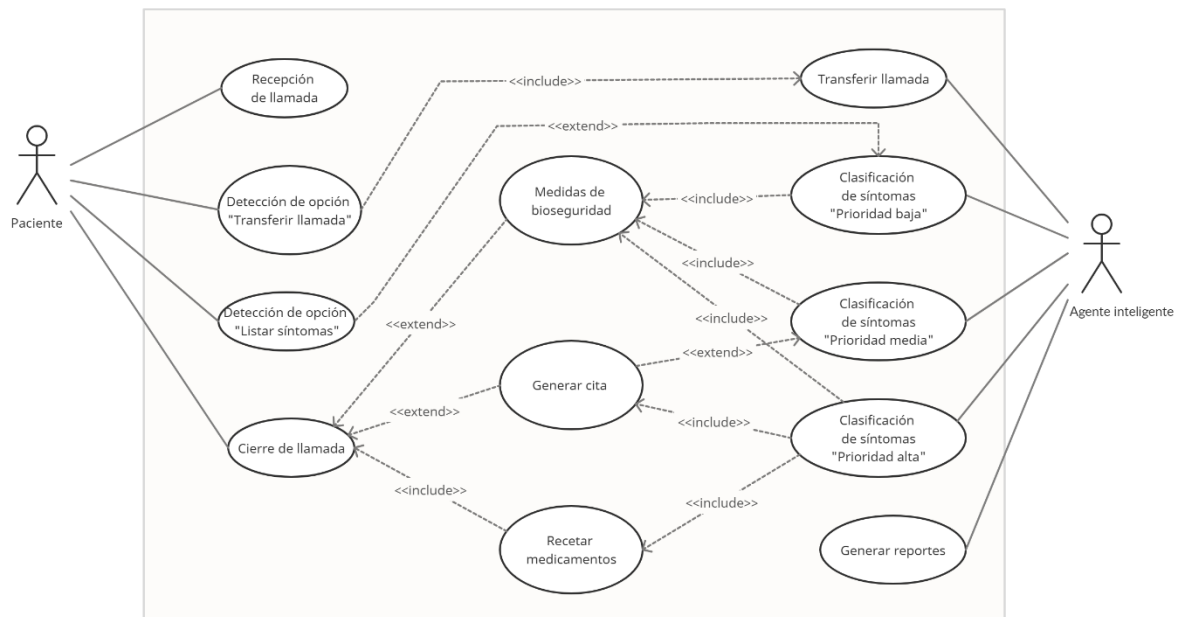 Recepción
de llamada
<<include>>
Transferir llamada
<<extend>>
Paciente
Detección de opción
"Transferir llamada"
Medidas de
bioseguridad
<<include>>
Clasificación
de síntomas
"Prioridad baja"
<<include>>
Detección de opción
"Listar síntomas"
<<extend>>
<<include>>
Clasificación
de síntomas
"Prioridad media"
Agente inteligente
<<extend>>
Generar cita
<<extend>>
<<include>>
Cierre de llamada
Clasificación
de síntomas
"Prioridad alta"
<<include>>
<<include>>
Recetar
medicamentos
Generar reportes